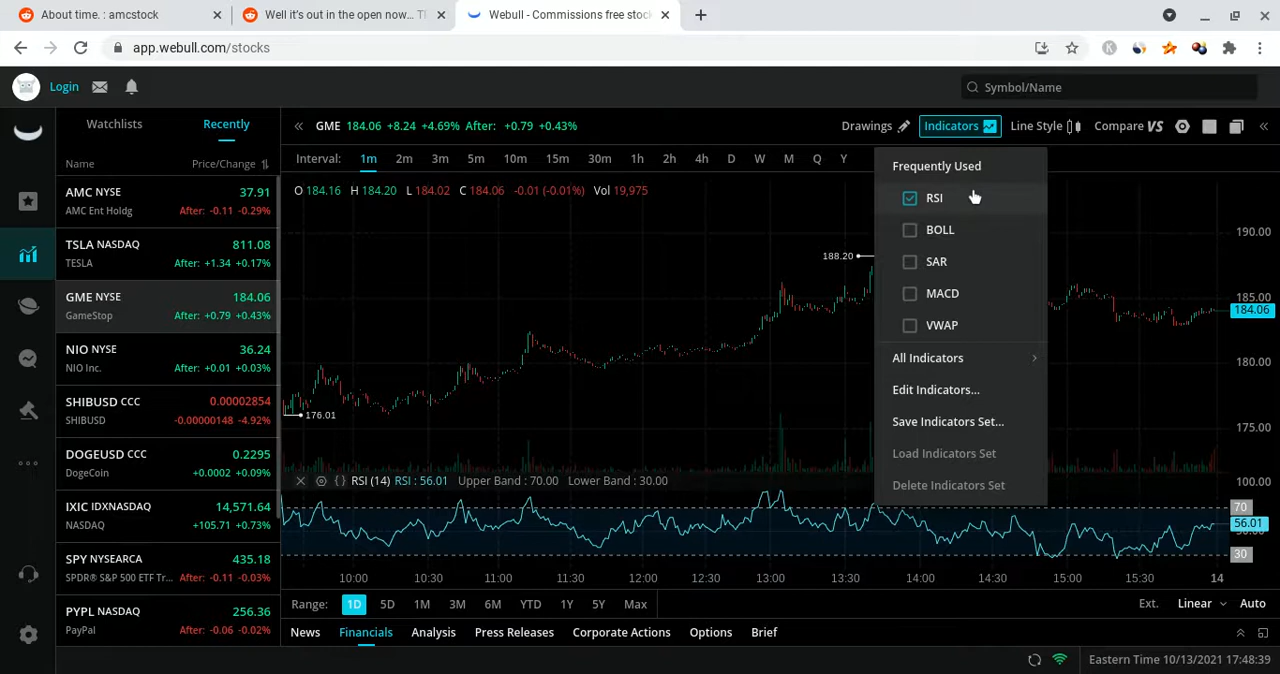 About time. : amcstock
Well it's out in the open now...
Webull - Commissions free stoc
app.webull.com/stocks
Login
Symbol/Name
Watchlists
Recently
GME 184.06 +8.24 +4.69% After: +0.79 +0.43%
Drawings
Indicators
Line Style
Compare VS
Name
Price/Change
Interval: 1m 2m 3m 5m 10m 15m 30m 1h 2h 4h D W M Q Y
O 184.16 H 184.20 L 184.02 C 184.06 -0.01 (-0.01%) Vol 19,975
AMC NYSE 37.91
AMC Ent Holdg After: -0.11 -0.29%
TSLA NASDAQ 811.08
TESLA After: +1.34 +0.17%
GME NYSE 184.06
GameStop After: +0.79 +0.43%
NIO NYSE 36.24
NIO Inc. After: +0.01 +0.03%
SHIBUSD CCC 0.00002854
SHIBUSD -0.00000148 -4.92%
DOGEUSD CCC 0.2295
DogeCoin +0.0002 +0.09%
IXIC IDXNASDAQ 14,571.64
NASDAQ +105.71 +0.73%
SPY NYSEARCA 435.18
SPDR® S&P 500 ETF Tr... After: -0.11 -0.03%
PYPL NASDAQ 256.36
PayPal After: -0.06 -0.02%
Frequently Used
RSI
BOLL
SAR
MACD
VWAP
All Indicators
Edit Indicators...
Save Indicators Set...
Load Indicators Set
Delete Indicators Set
188.20
176.01
190.00
185.00
184.06
180.00
175.00
RSI (14) RSI : 56.01 Upper Band : 70.00 Lower Band : 30.00
100.00
70
56.01
30
10:00 10:30 11:00 11:30 12:00 12:30 13:00 13:30 14:00 14:30 15:00 15:30 14
Range: 1D 5D 1M 3M 6M YTD 1Y 5Y Max
Ext. Linear Auto
News Financials Analysis Press Releases Corporate Actions Options Brief
Eastern Time 10/13/2021 17:48:39